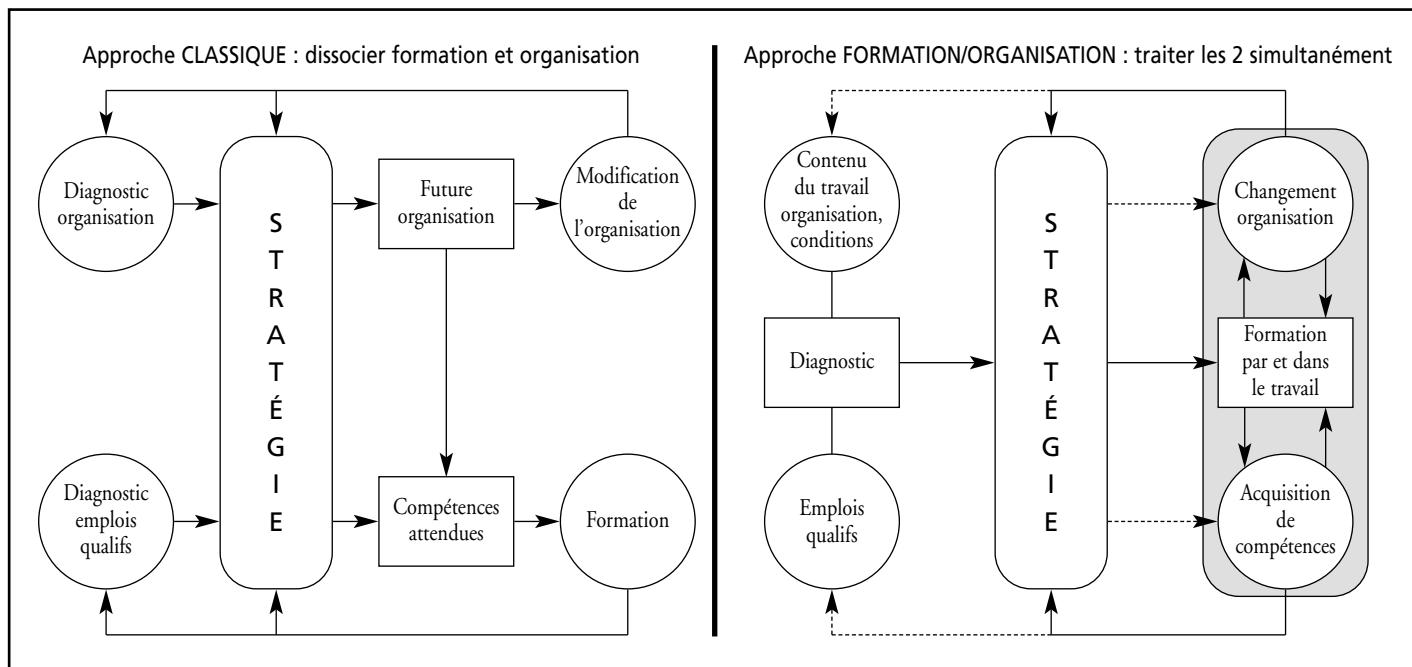 Approche CLASSIQUE : dissocier formation et organisation
Diagnostic
organisation
S
T
R
A
T
É
G
I
E
Future
organisation
Modification
de
l'organisation
Diagnostic
emplois
qualifs
Compétences
attendues
Formation
Approche FORMATION/ORGANISATION : traiter les 2 simultanément
Contenu
du travail
organisation,
conditions
Diagnostic
Emplois
qualifs
S
T
R
A
T
É
G
I
E
Changement
organisation
Formation
par et dans
le travail
Acquisition
de
compétences